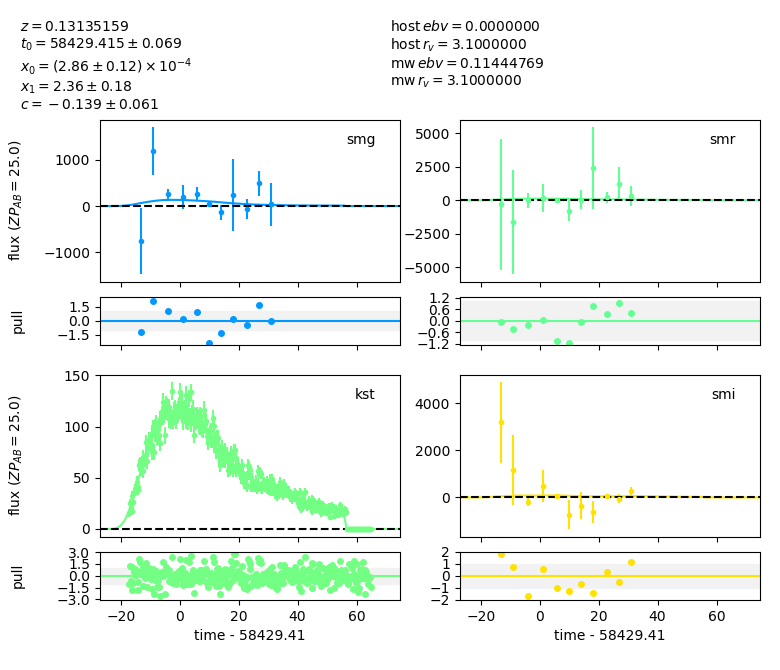 z = 0.13135159
t₀ = 58429.415 ± 0.069
x₀ = (2.86 ± 0.12) × 10⁻⁴
x₁ = 2.36 ± 0.18
c = −0.139 ± 0.061
host ebv = 0.0000000
host r_v = 3.1000000
mw ebv = 0.11444769
mw r_v = 3.1000000
smg
flux (ZP_AB = 25.0)
1000
0
−1000
smr
5000
2500
0
−2500
−5000
pull
1.5
0.0
−1.5
1.2
0.6
0.0
−0.6
−1.2
kst
flux (ZP_AB = 25.0)
150
100
50
0
smi
4000
2000
0
pull
3.0
1.5
0.0
−1.5
−3.0
−20 0 20 40 60
time - 58429.41
2
1
0
−1
−2
−20 0 20 40 60
time - 58429.41